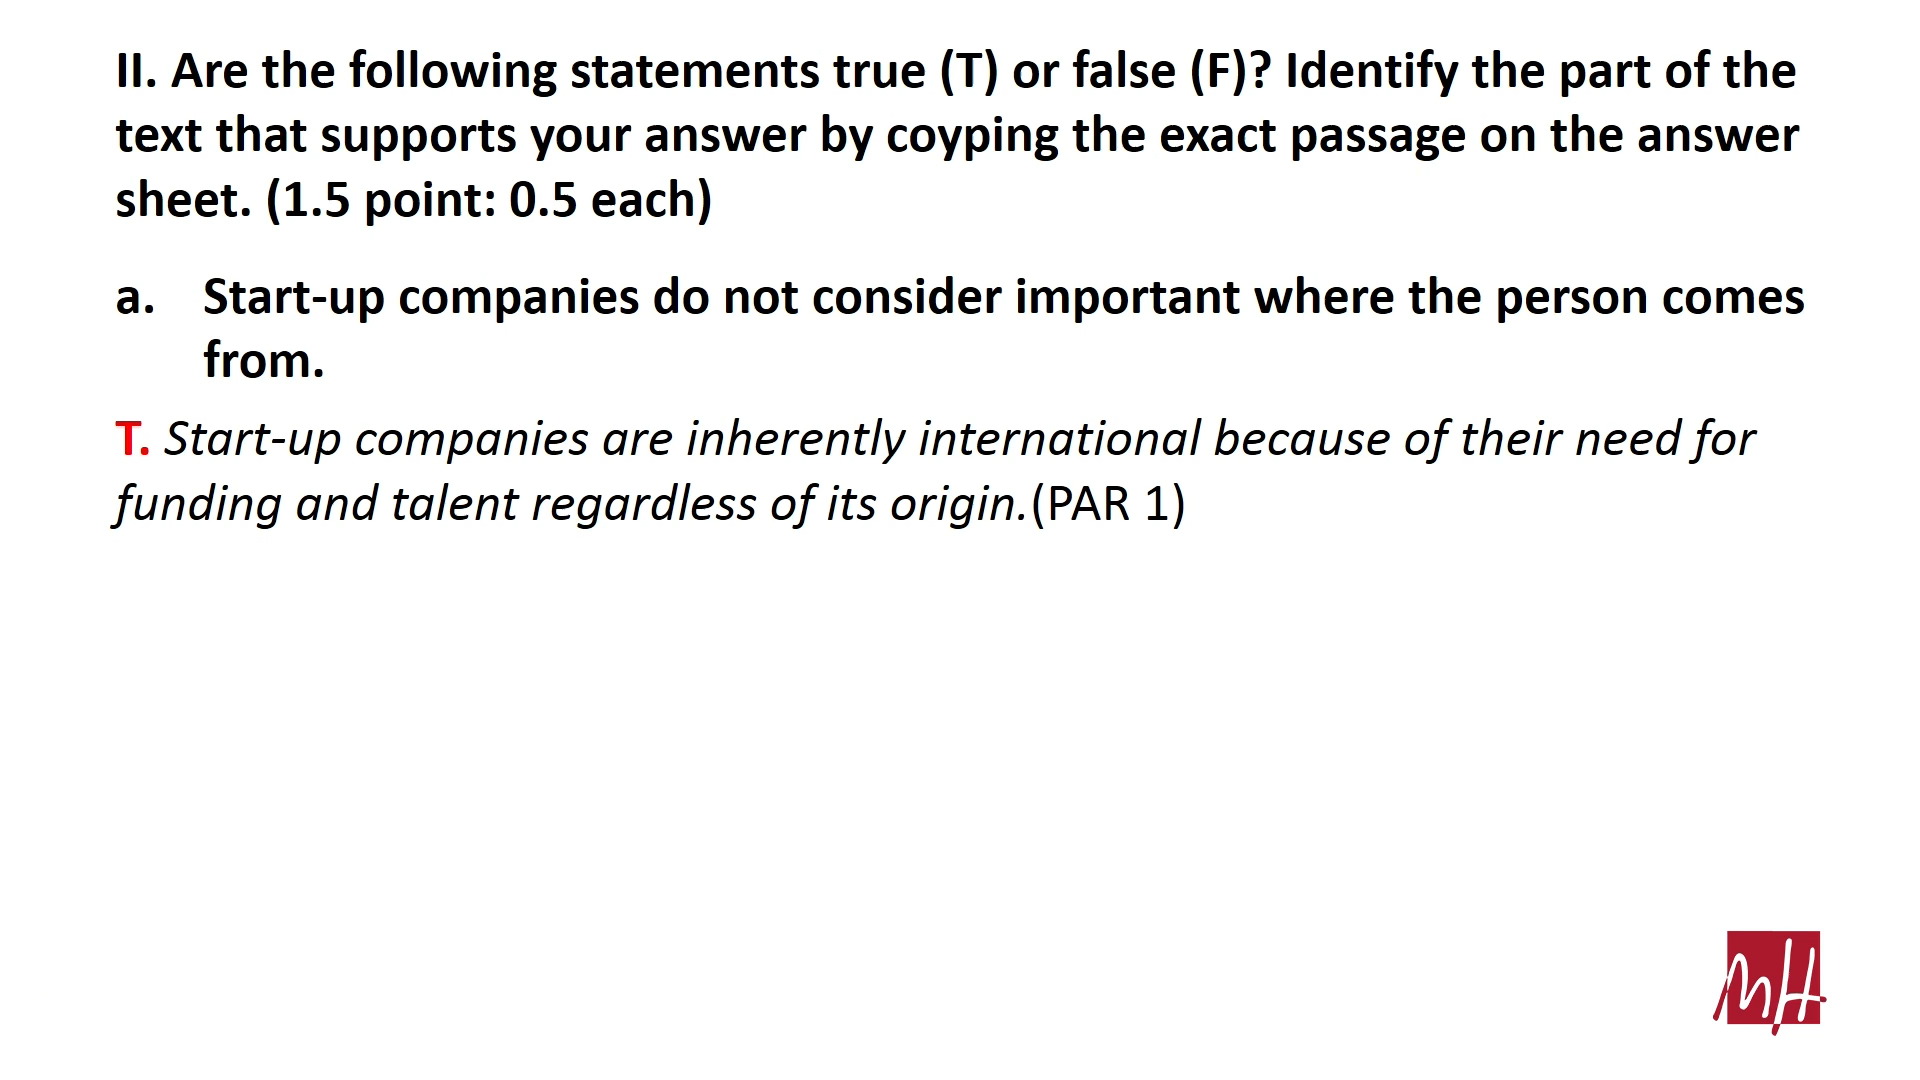 II. Are the following statements true (T) or false (F)? Identify the part of the
text that supports your answer by coyping the exact passage on the answer
sheet. (1.5 point: 0.5 each)
a. Start-up companies do not consider important where the person comes
from.
T. Start-up companies are inherently international because of their need for
funding and talent regardless of its origin.(PAR 1)
MH